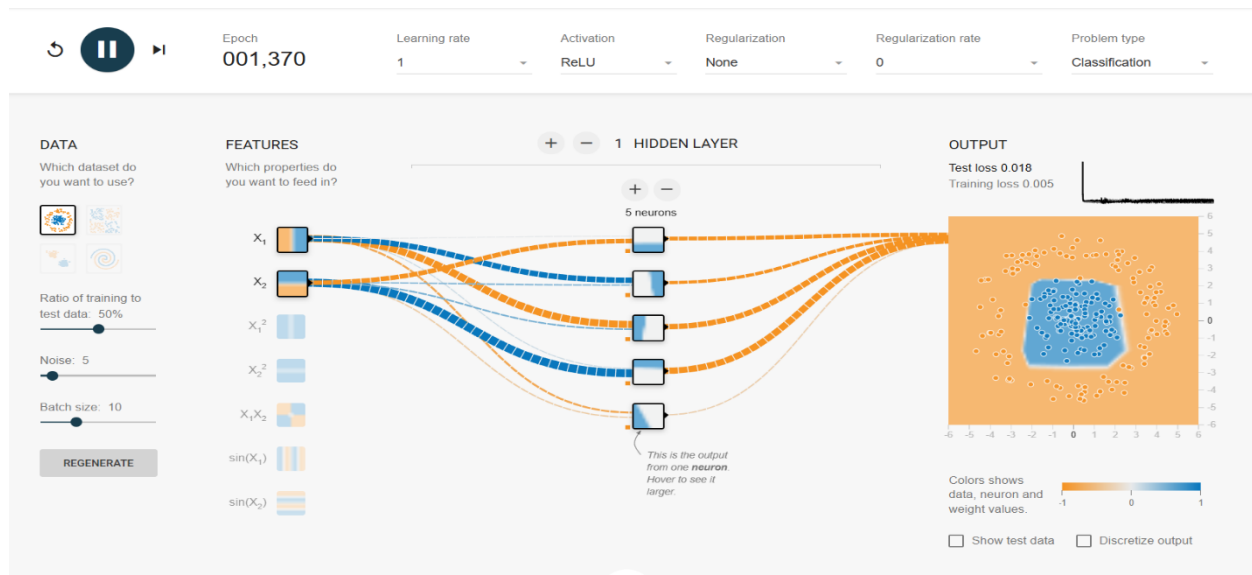 Epoch
001,370
Learning rate
1
Activation
ReLU
Regularization
None
Regularization rate
0
Problem type
Classification
DATA
Which dataset do
you want to use?
Ratio of training to
test data: 50%
Noise: 5
Batch size: 10
REGENERATE
FEATURES
Which properties do
you want to feed in?
X₁
X₂
X₁²
X₂²
X₁X₂
sin(X₁)
sin(X₂)
+ − 1 HIDDEN LAYER
+ −
5 neurons
This is the output
from one neuron.
Hover to see it
larger.
OUTPUT
Test loss 0.018
Training loss 0.005
6
5
4
3
2
1
0
-1
-2
-3
-4
-5
-6
-6 -5 -4 -3 -2 -1 0 1 2 3 4 5 6
Colors shows
data, neuron and
weight values.
-1 0 1
Show test data
Discretize output